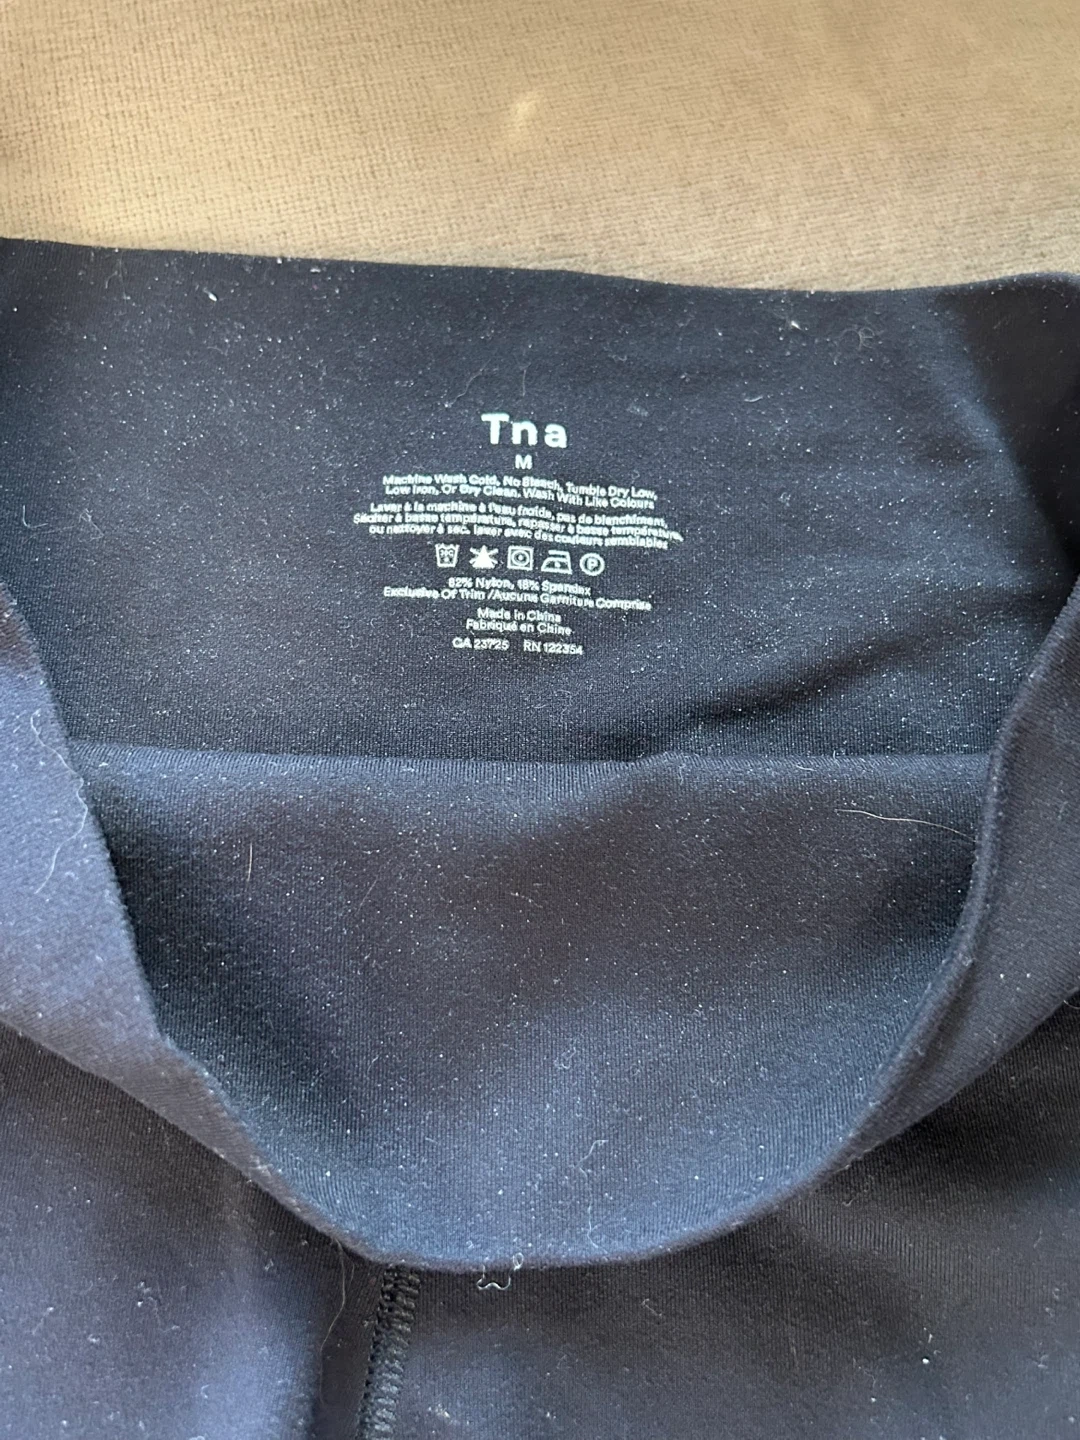 Tna
M
Machine Wash Cold, No Bleach, Tumble Dry Low,
Low Iron, Or Dry Clean. Wash With Like Colours
Laver à la machine à l'eau froide, pas de blanchiment,
Sécher à basse température, repasser à basse température,
ou nettoyer à sec. laver avec des couleurs semblables
P
82% Nylon, 18% Spandex
Exclusive Of Trim / Aucune Garniture Comprise
Made in China
Fabriqué en Chine
CA 23725 RN 122354